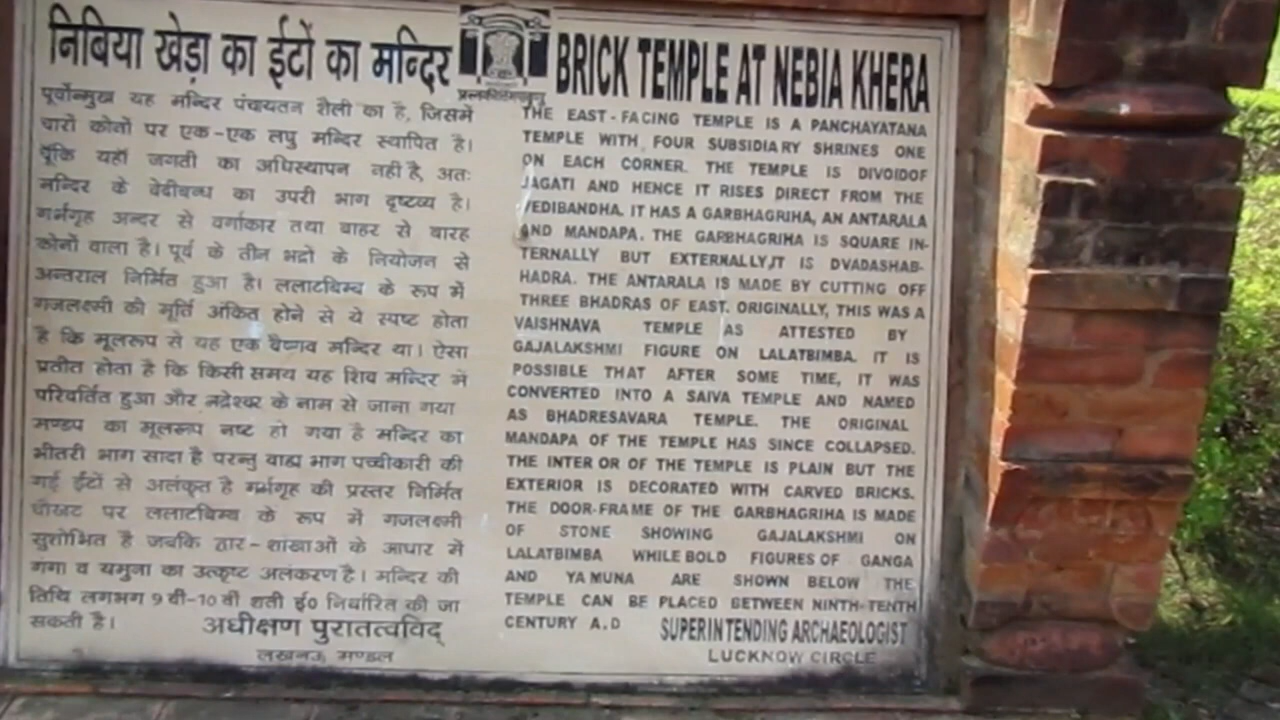 निबिया खेड़ा का ईटों का मन्दिर
पूर्वोन्मुख यह मन्दिर पंचायतन शैली का है, जिसमें
चारों कोनों पर एक-एक लघु मन्दिर स्थापित है।
चूंकि यहाँ जगती का अधिस्थापन नहीं है, अतः
मन्दिर के वेदीबन्ध का उपरी भाग दृष्टव्य है।
गर्भगृह अन्दर से वर्गाकार तथा बाहर से बारह
कोनों वाला है। पूर्व के तीन भद्रो के नियोजन से
अन्तराल निर्मित हुआ है। ललाटबिम्ब के रूप में
गजलक्ष्मी की मूर्ति अंकित होने से ये स्पष्ट होता
है कि मूलरूप से यह एक वैष्णव मन्दिर था। ऐसा
प्रतीत होता है कि किसी समय यह शिव मन्दिर में
परिवर्तित हुआ और भद्रेश्वर के नाम से जाना गया
मण्डप का मूलरूप नष्ट हो गया है मन्दिर का
भीतरी भाग सादा है परन्तु वाह्य भाग पच्चीकारी की
गई ईटों से अलंकृत है गर्भगृह की प्रस्तर निर्मित
चौखट पर ललाटबिम्ब के रूप में गजलक्ष्मी
सुशोभित है जबकि द्वार-शाखाओं के आधार में
गंगा व यमुना का उत्कृष्ट अलंकरण है। मन्दिर की
तिथि लगभग 9 वी-10 वी शती ई० निर्धारित की जा
सकती है।
अधीक्षण पुरातत्वविद्
लखनऊ मण्डल
BRICK TEMPLE AT NEBIA KHERA
THE EAST-FACING TEMPLE IS A PANCHAYATANA
TEMPLE WITH FOUR SUBSIDIARY SHRINES ONE
ON EACH CORNER. THE TEMPLE IS DIVOIDOF
JAGATI AND HENCE IT RISES DIRECT FROM THE
VEDIBANDHA. IT HAS A GARBHAGRIHA, AN ANTARALA
AND MANDAPA. THE GARBHAGRIHA IS SQUARE IN-
TERNALLY BUT EXTERNALLY,IT IS DVADASHAB-
HADRA. THE ANTARALA IS MADE BY CUTTING OFF
THREE BHADRAS OF EAST. ORIGINALLY, THIS WAS A
VAISHNAVA TEMPLE AS ATTESTED BY
GAJALAKSHMI FIGURE ON LALATBIMBA. IT IS
POSSIBLE THAT AFTER SOME TIME, IT WAS
CONVERTED INTO A SAIVA TEMPLE AND NAMED
AS BHADRESAVARA TEMPLE. THE ORIGINAL
MANDAPA OF THE TEMPLE HAS SINCE COLLAPSED.
THE INTER OR OF THE TEMPLE IS PLAIN BUT THE
EXTERIOR IS DECORATED WITH CARVED BRICKS.
THE DOOR-FRAME OF THE GARBHAGRIHA IS MADE
OF STONE SHOWING GAJALAKSHMI ON
LALATBIMBA WHILE BOLD FIGURES OF GANGA
AND YAMUNA ARE SHOWN BELOW THE
TEMPLE CAN BE PLACED BETWEEN NINTH-TENTH
CENTURY A.D
SUPERINTENDING ARCHAEOLOGIST
LUCKNOW CIRCLE